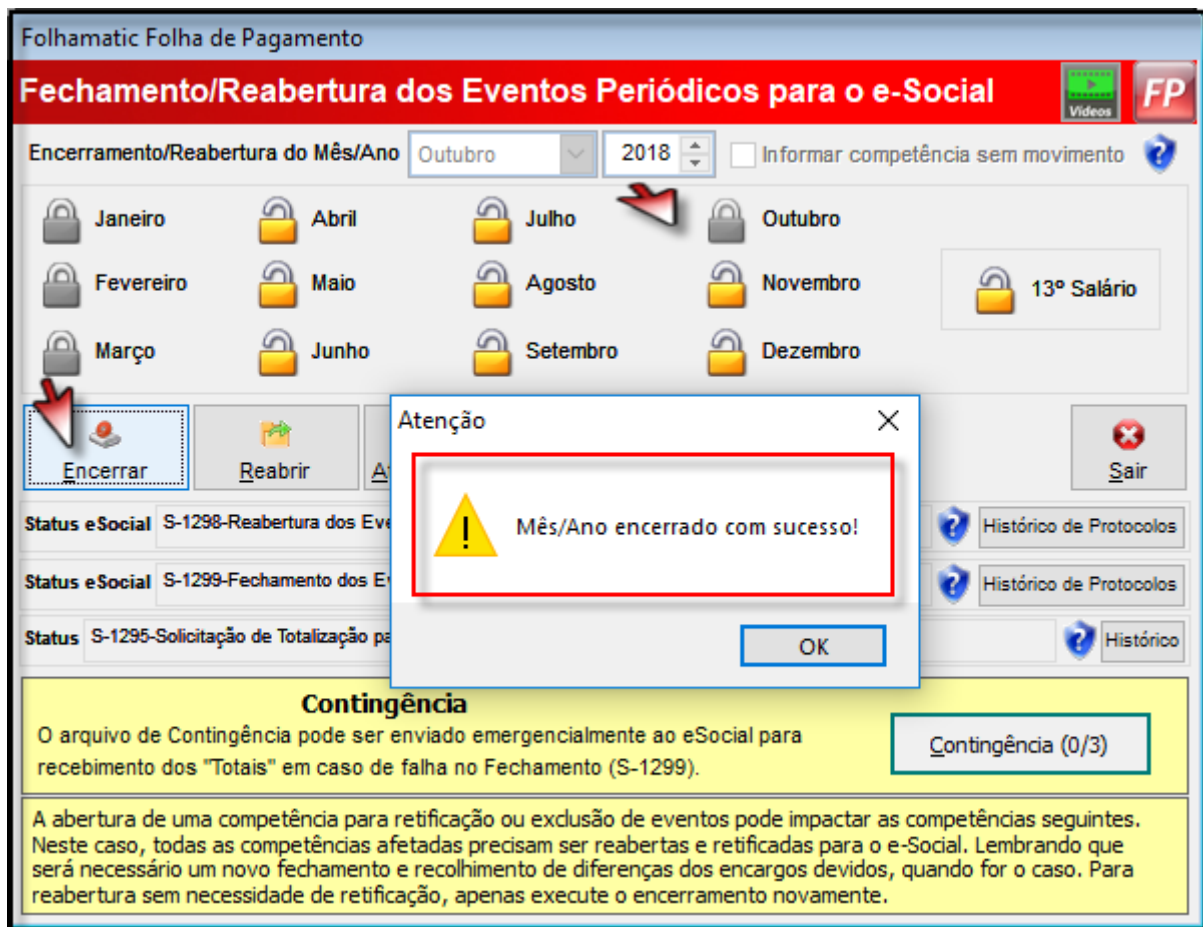 Folhamatic Folha de Pagamento
Fechamento/Reabertura dos Eventos Periódicos para o e-Social
Vídeos
FP
Encerramento/Reabertura do Mês/Ano Outubro 2018 Informar competência sem movimento
Janeiro Abril Julho Outubro
Fevereiro Maio Agosto Novembro 13º Salário
Março Junho Setembro Dezembro
Atenção
Encerrar Reabrir Sair
Mês/Ano encerrado com sucesso!
OK
Status eSocial S-1298-Reabertura dos Histórico de Protocolos
Status eSocial S-1299-Fechamento dos Histórico de Protocolos
Status S-1295-Solicitação de Totalização Histórico
Contingência
O arquivo de Contingência pode ser enviado emergencialmente ao eSocial para
recebimento dos "Totais" em caso de falha no Fechamento (S-1299).
Contingência (0/3)
A abertura de uma competência para retificação ou exclusão de eventos pode impactar as competências seguintes.
Neste caso, todas as competências afetadas precisam ser reabertas e retificadas para o e-Social. Lembrando que
será necessário um novo fechamento e recolhimento de diferenças dos encargos devidos, quando for o caso. Para
reabertura sem necessidade de retificação, apenas execute o encerramento novamente.